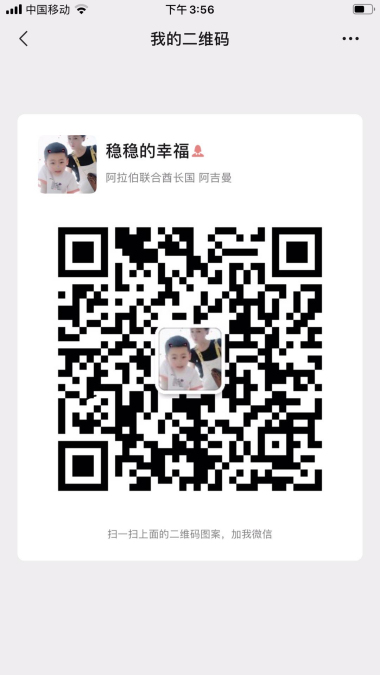 中国移动
下午3:56
我的二维码
稳稳的幸福
阿拉伯联合酋长国 阿吉曼
扫一扫上面的二维码图案，加我微信